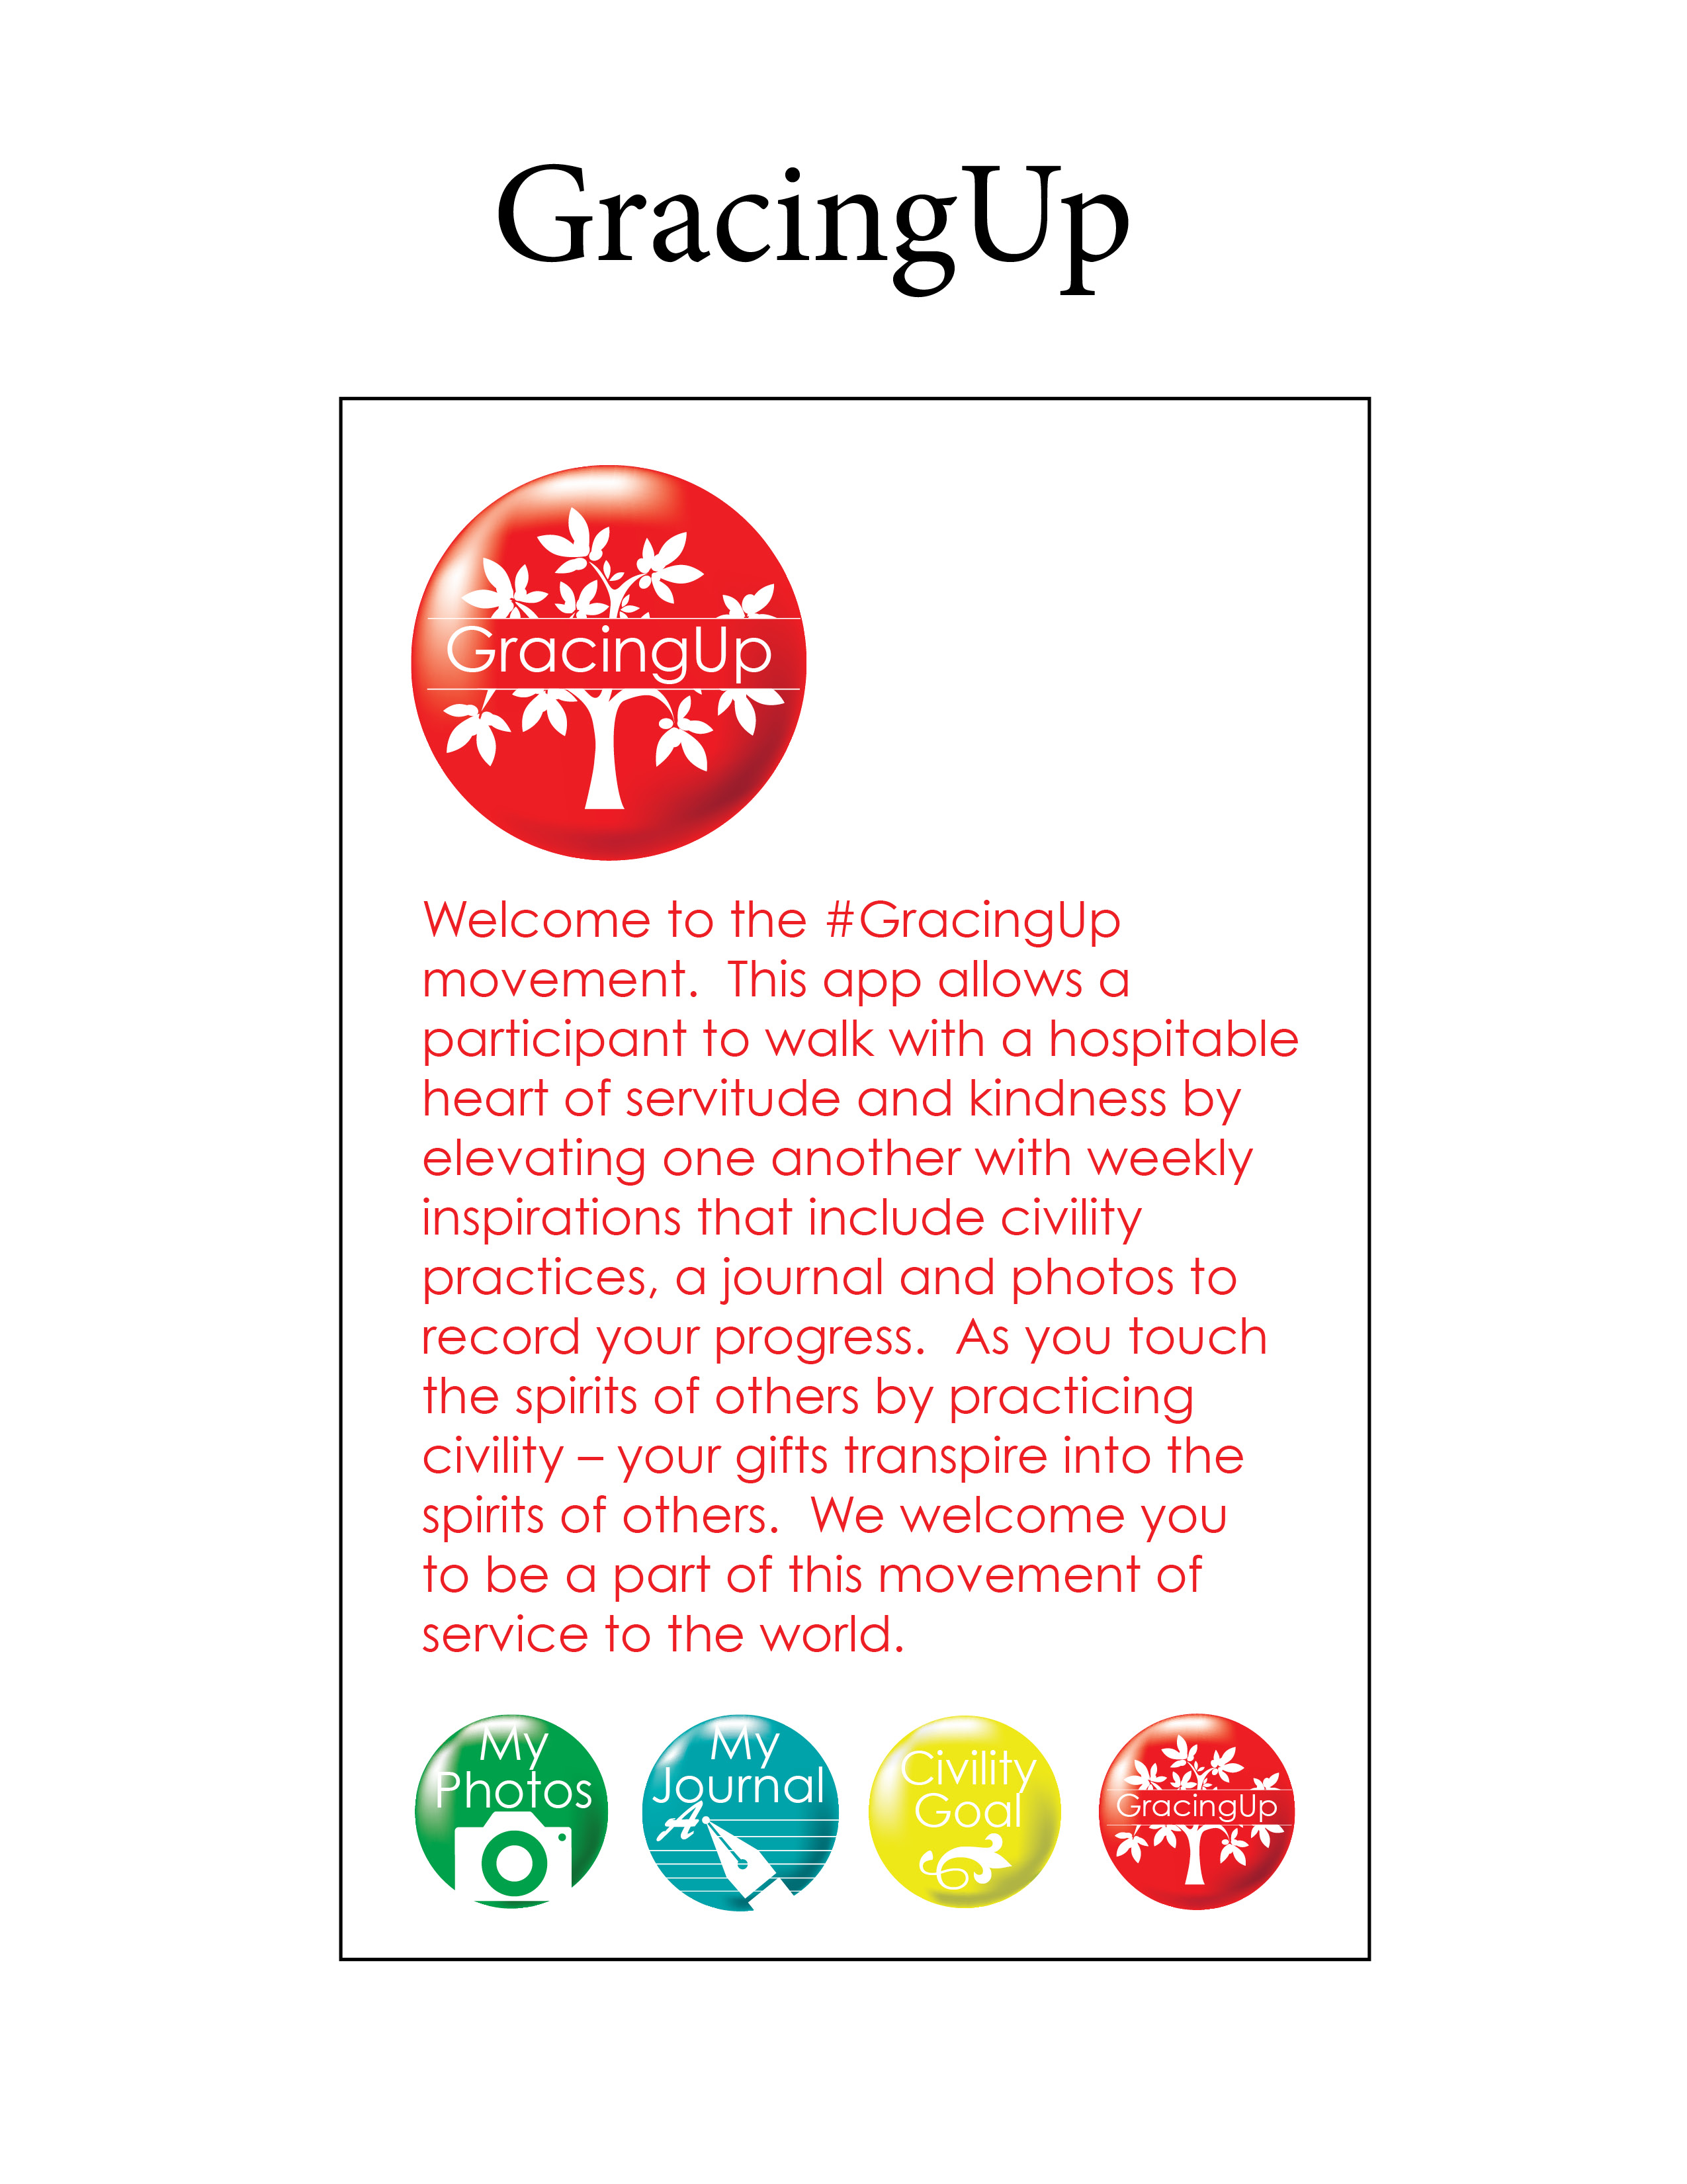 GracingUp
GracingUp
Welcome to the #GracingUp
movement.  This app allows a
participant to walk with a hospitable
heart of servitude and kindness by
elevating one another with weekly
inspirations that include civility
practices, a journal and photos to
record your progress.  As you touch
the spirits of others by practicing
civility – your gifts transpire into the
spirits of others.  We welcome you
to be a part of this movement of
service to the world.
My
Photos
My
Journal
A
Civility
Goal
GracingUp